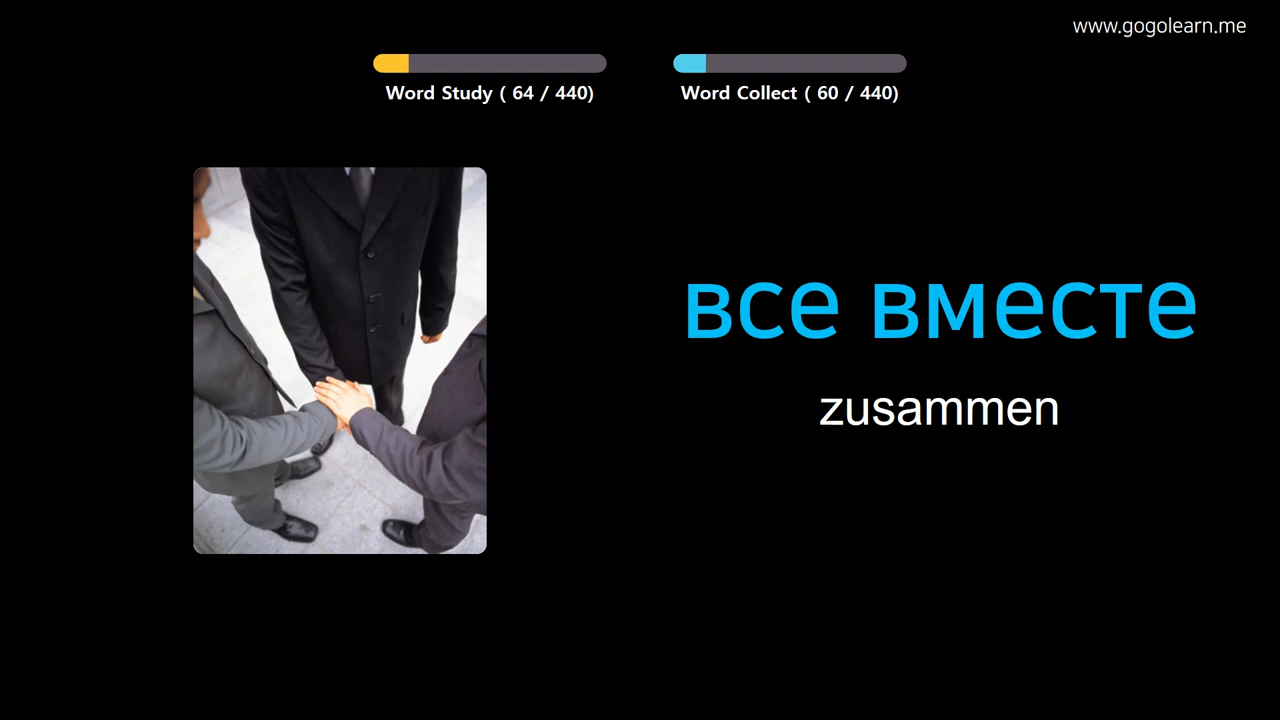 www.gogolearn.me
Word Study ( 64 / 440)
Word Collect ( 60 / 440)
все вместе
zusammen